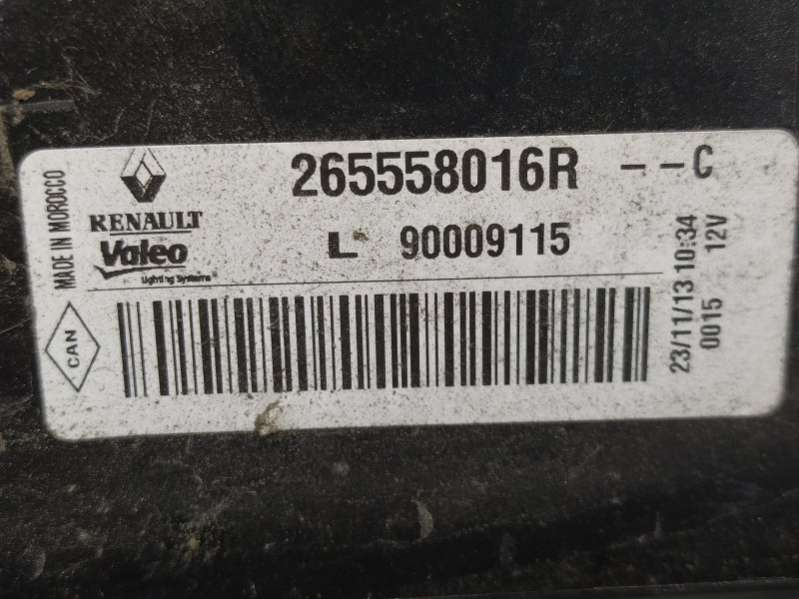 MADE IN MOROCCO
CAN
RENAULT
Valeo
Lighting Systems
265558016R --C
L 90009115
23/11/13 10:34
0015 12V